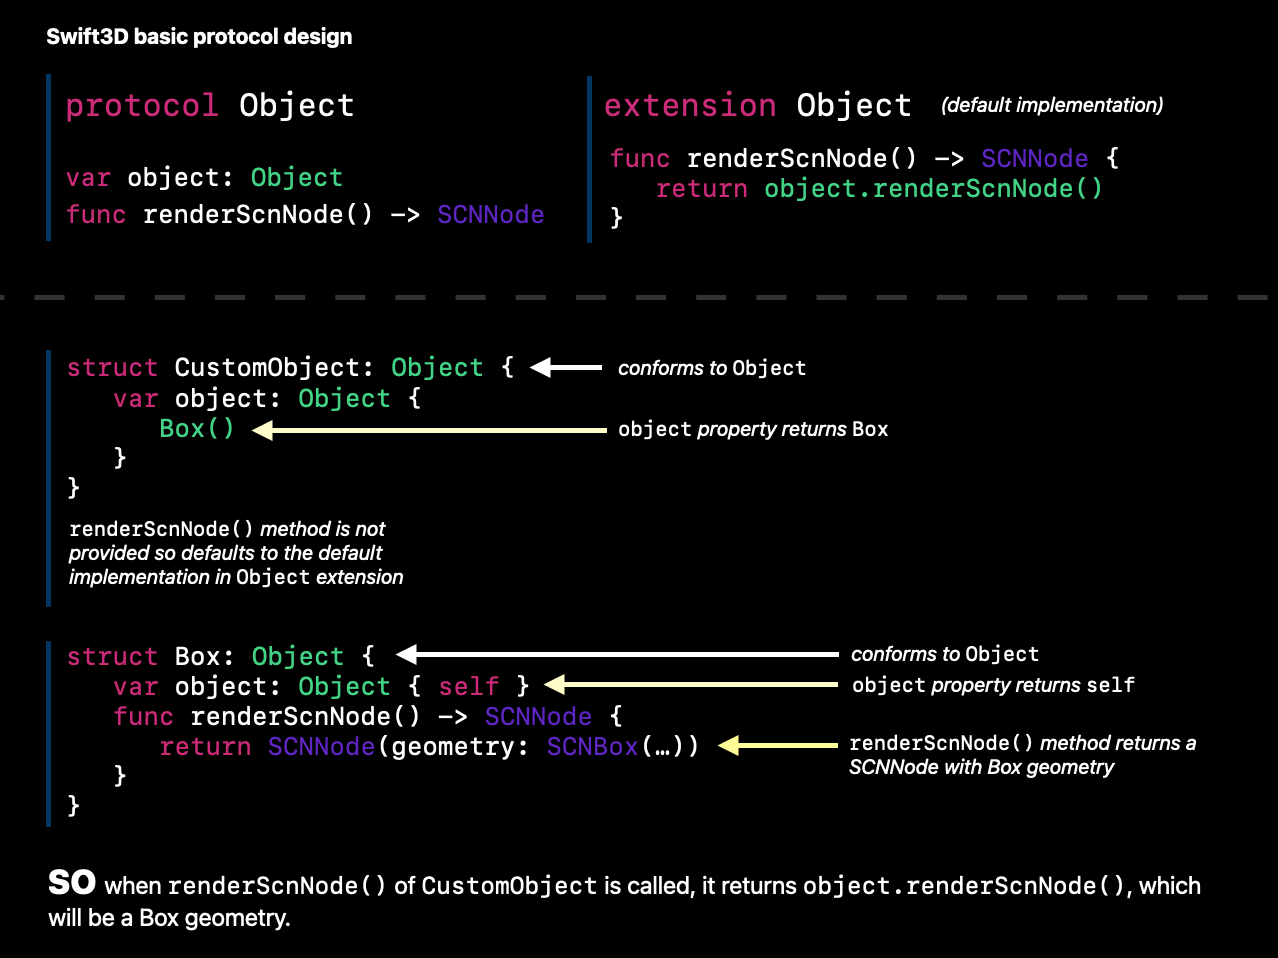 Swift3D basic protocol design
protocol Object
var object: Object
func renderScnNode() -> SCNNode
extension Object (default implementation)
func renderScnNode() -> SCNNode {
return object.renderScnNode()
}
struct CustomObject: Object {
conforms to Object
var object: Object {
Box()
object property returns Box
}
}
renderScnNode() method is not
provided so defaults to the default
implementation in Object extension
struct Box: Object {
conforms to Object
var object: Object { self }
object property returns self
func renderScnNode() -> SCNNode {
return SCNNode(geometry: SCNBox(…))
renderScnNode() method returns a
SCNNode with Box geometry
}
}
SO when renderScnNode() of CustomObject is called, it returns object.renderScnNode(), which
will be a Box geometry.